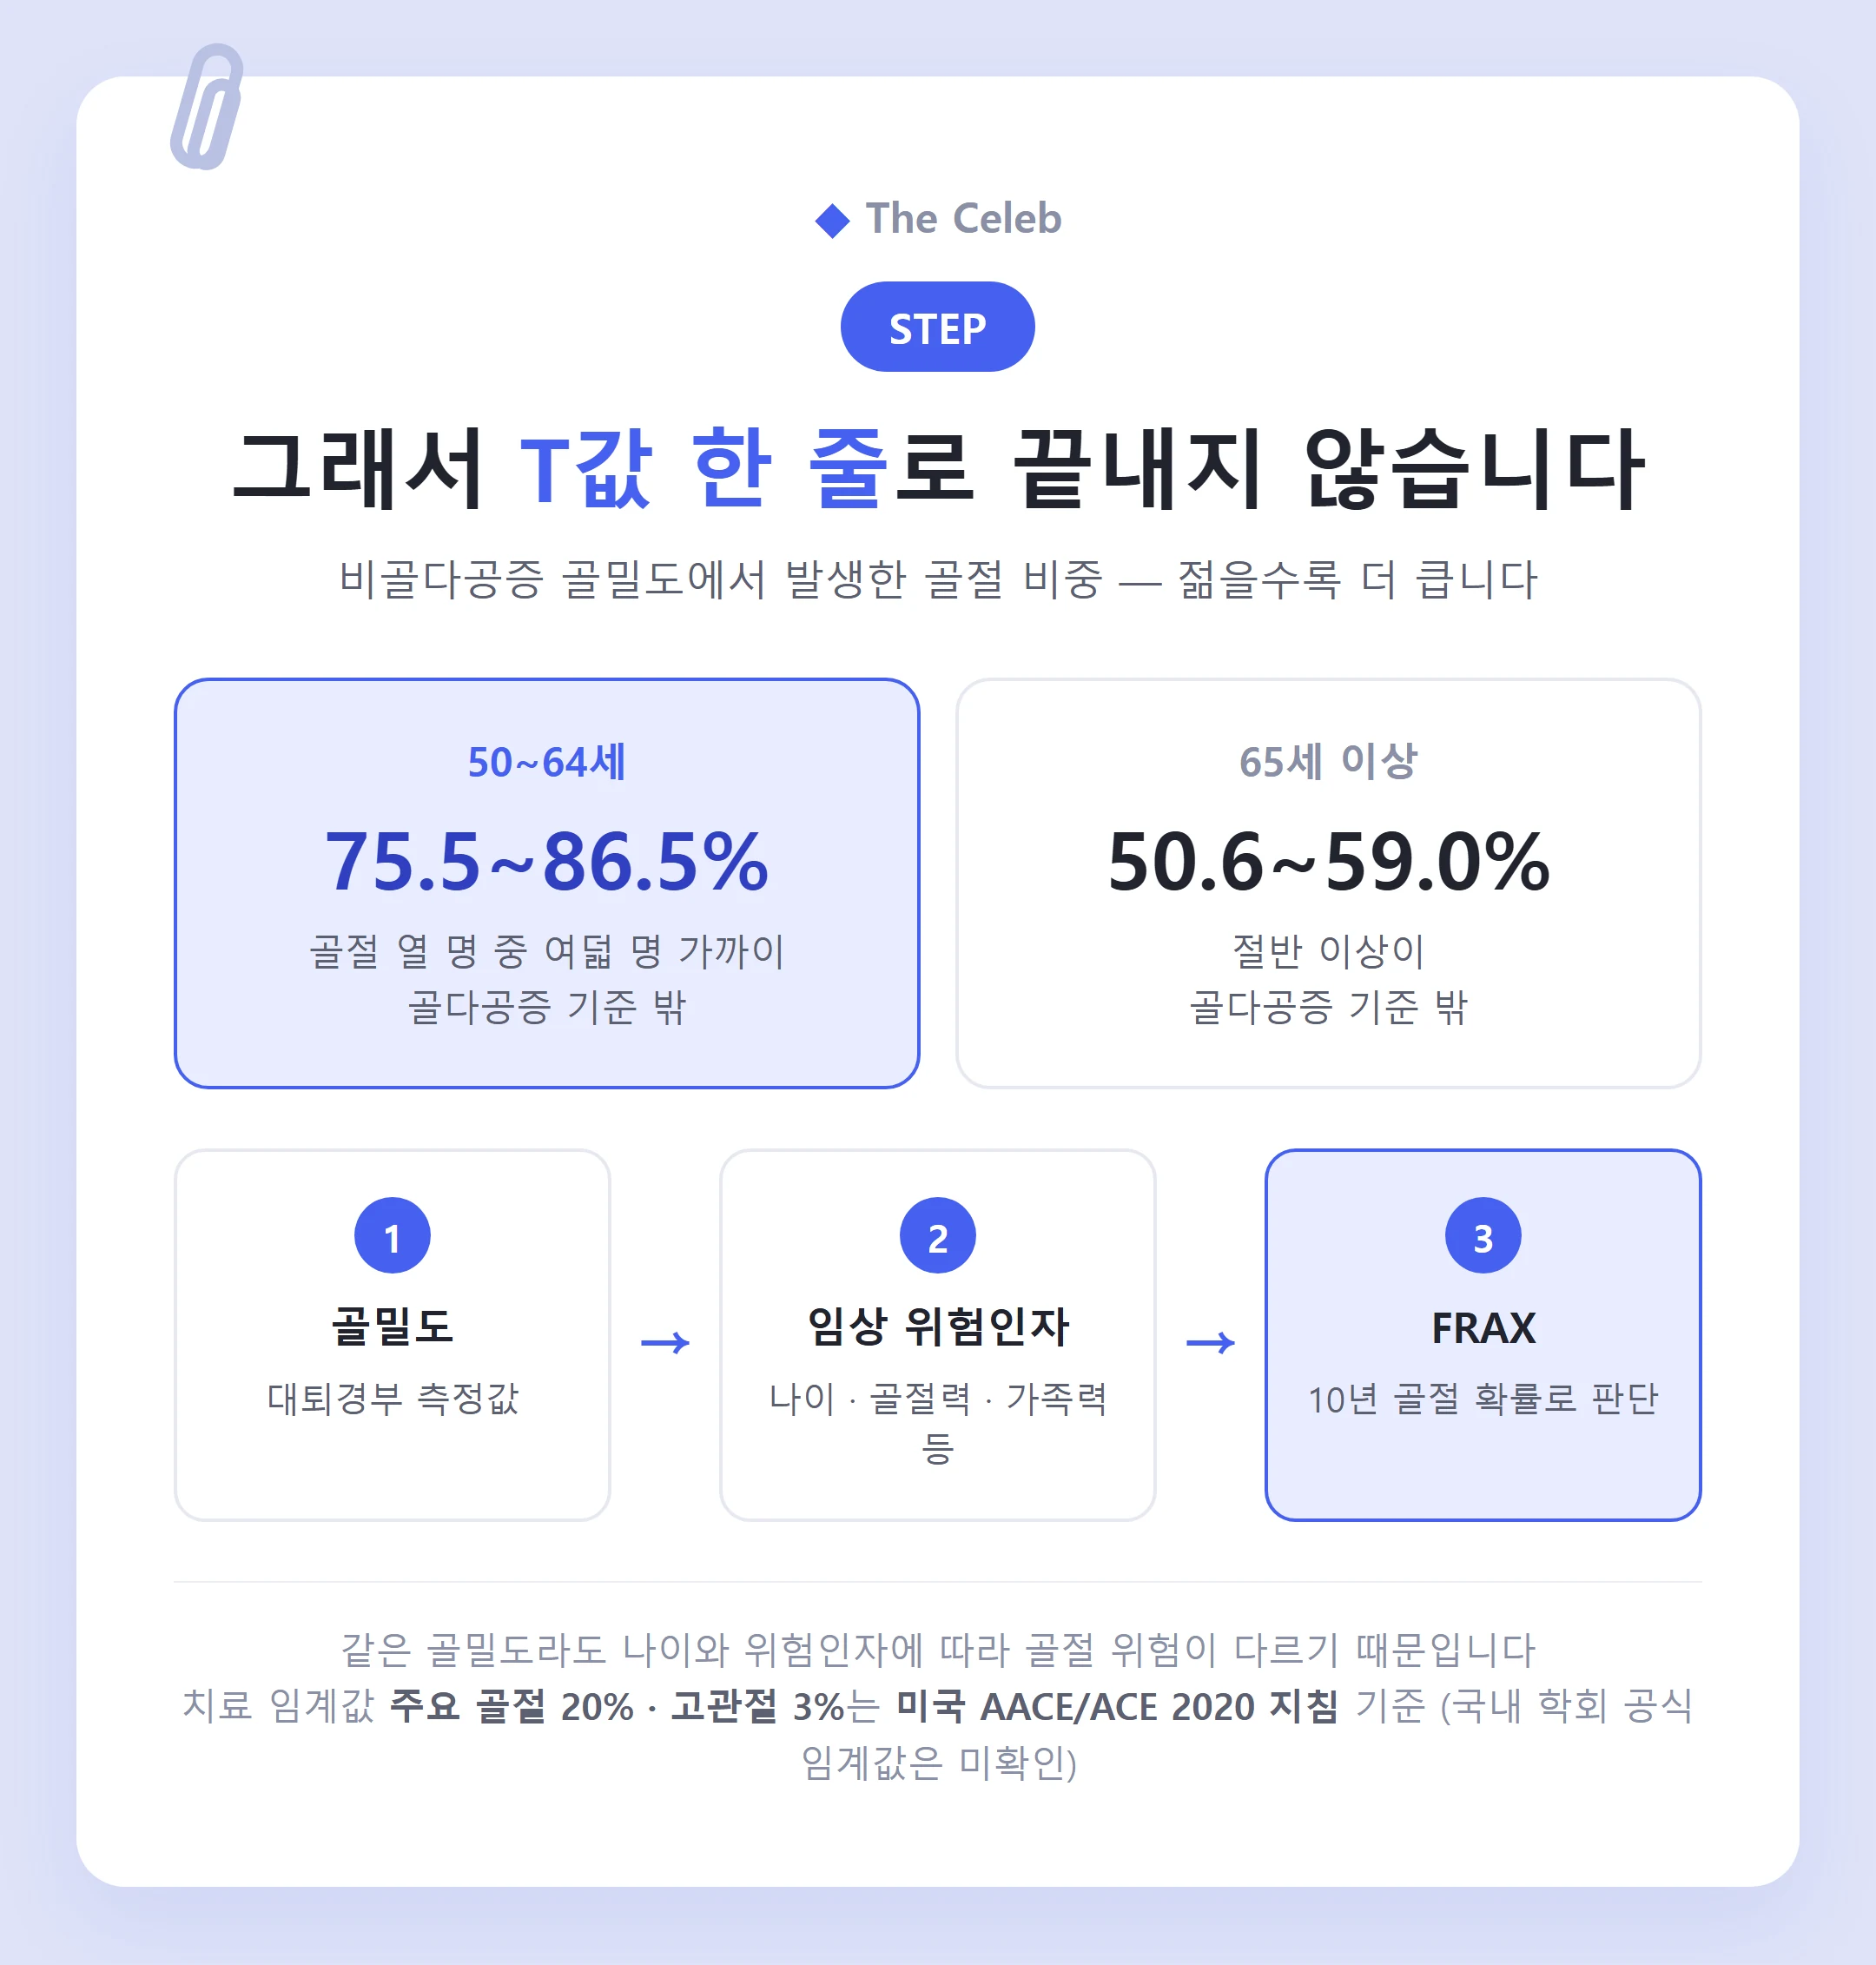 The Celeb
STEP
그래서 T값 한 줄로 끝내지 않습니다
비골다공증 골밀도에서 발생한 골절 비중 — 젊을수록 더 큽니다
50~64세
75.5~86.5%
골절 열 명 중 여덟 명 가까이
골다공증 기준 밖
65세 이상
50.6~59.0%
절반 이상이
골다공증 기준 밖
1
골밀도
대퇴경부 측정값
→
2
임상 위험인자
나이 · 골절력 · 가족력
등
→
3
FRAX
10년 골절 확률로 판단
같은 골밀도라도 나이와 위험인자에 따라 골절 위험이 다르기 때문입니다
치료 임계값 주요 골절 20% · 고관절 3%는 미국 AACE/ACE 2020 지침 기준 (국내 학회 공식
임계값은 미확인)